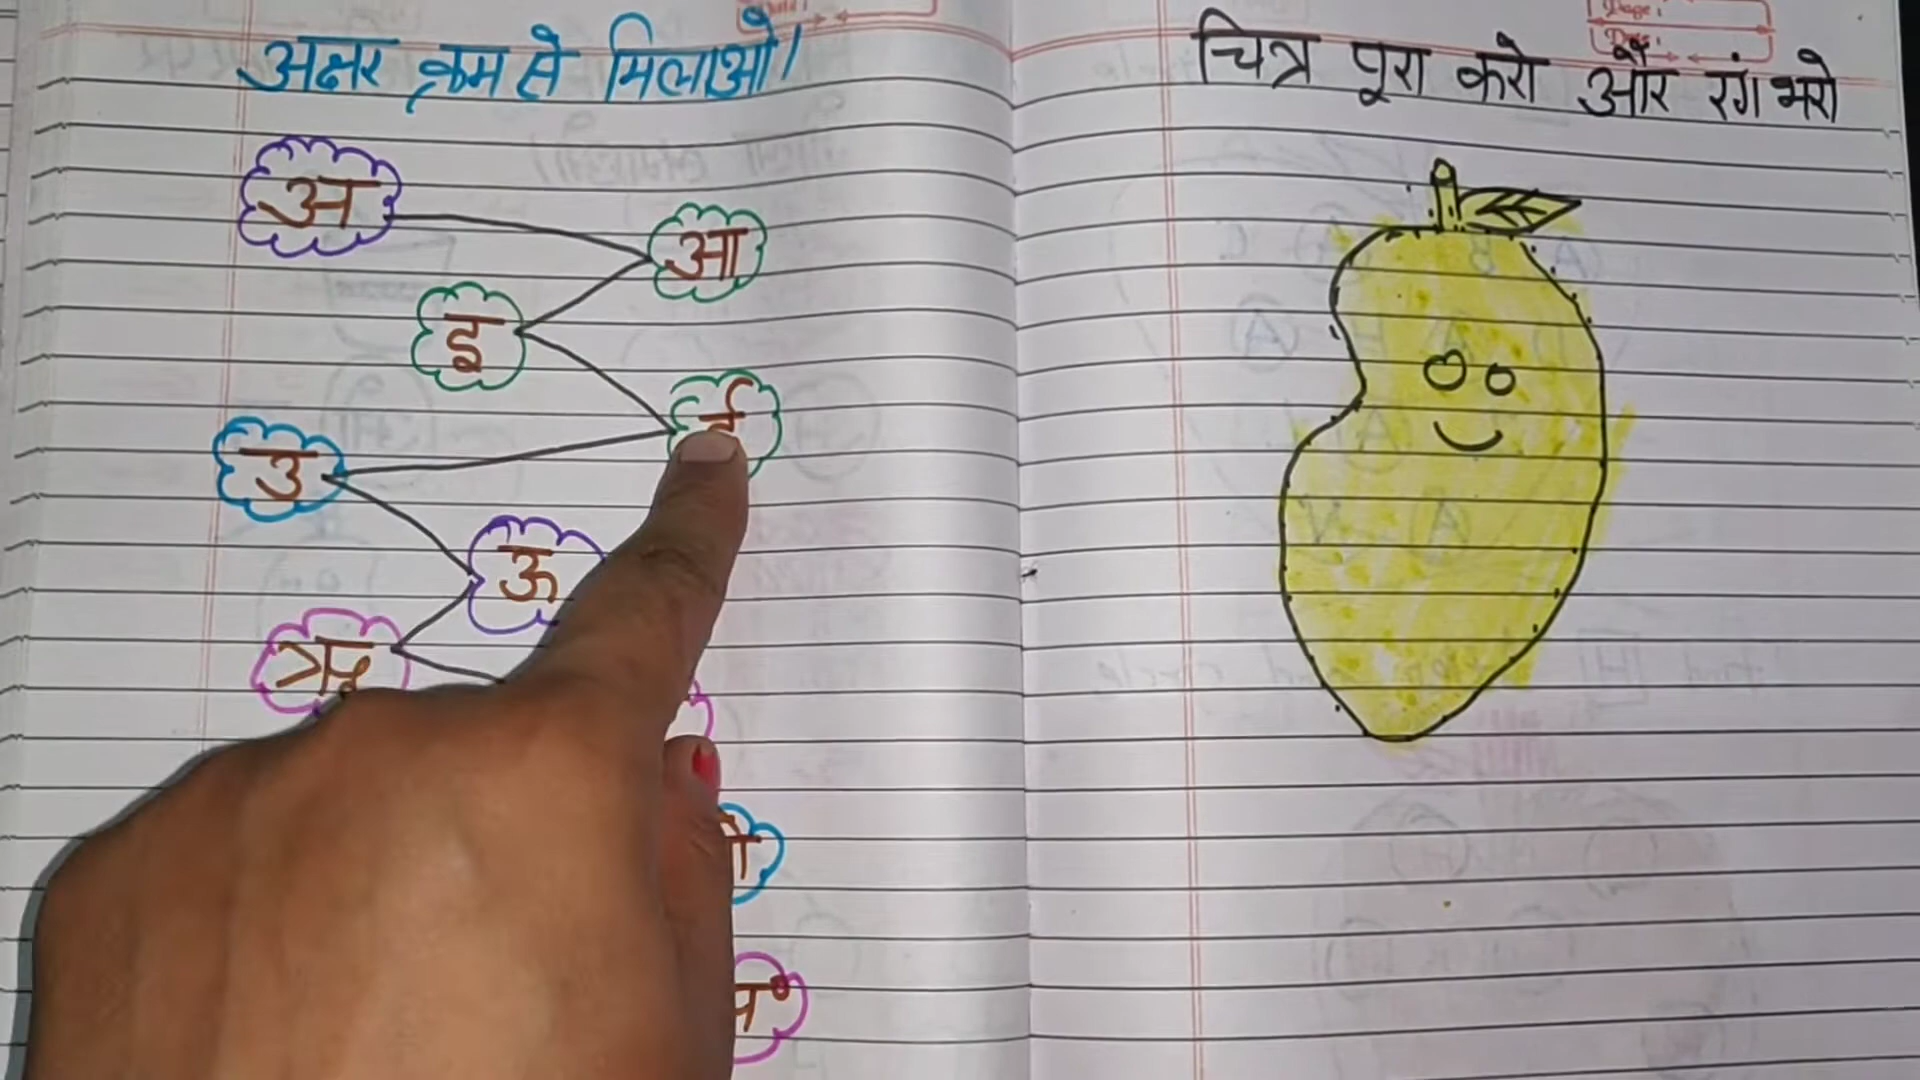 अक्षर क्रम से मिलाओ।
अ
आ
इ
उ
ऊ
ऋ
चित्र पूरा करो और रंग भरो